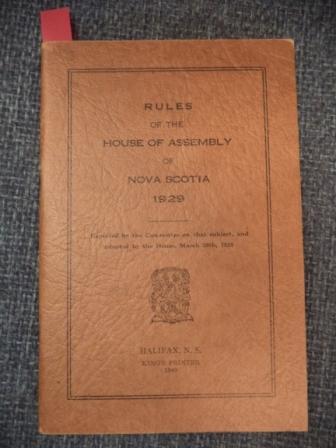 RULES
OF THE
HOUSE OF ASSEMBLY
OF
NOVA SCOTIA
1929
Reported by the Committee on that subject, and
adopted by the House, March 28th, 1929
HALIFAX, N. S.
KING'S PRINTER